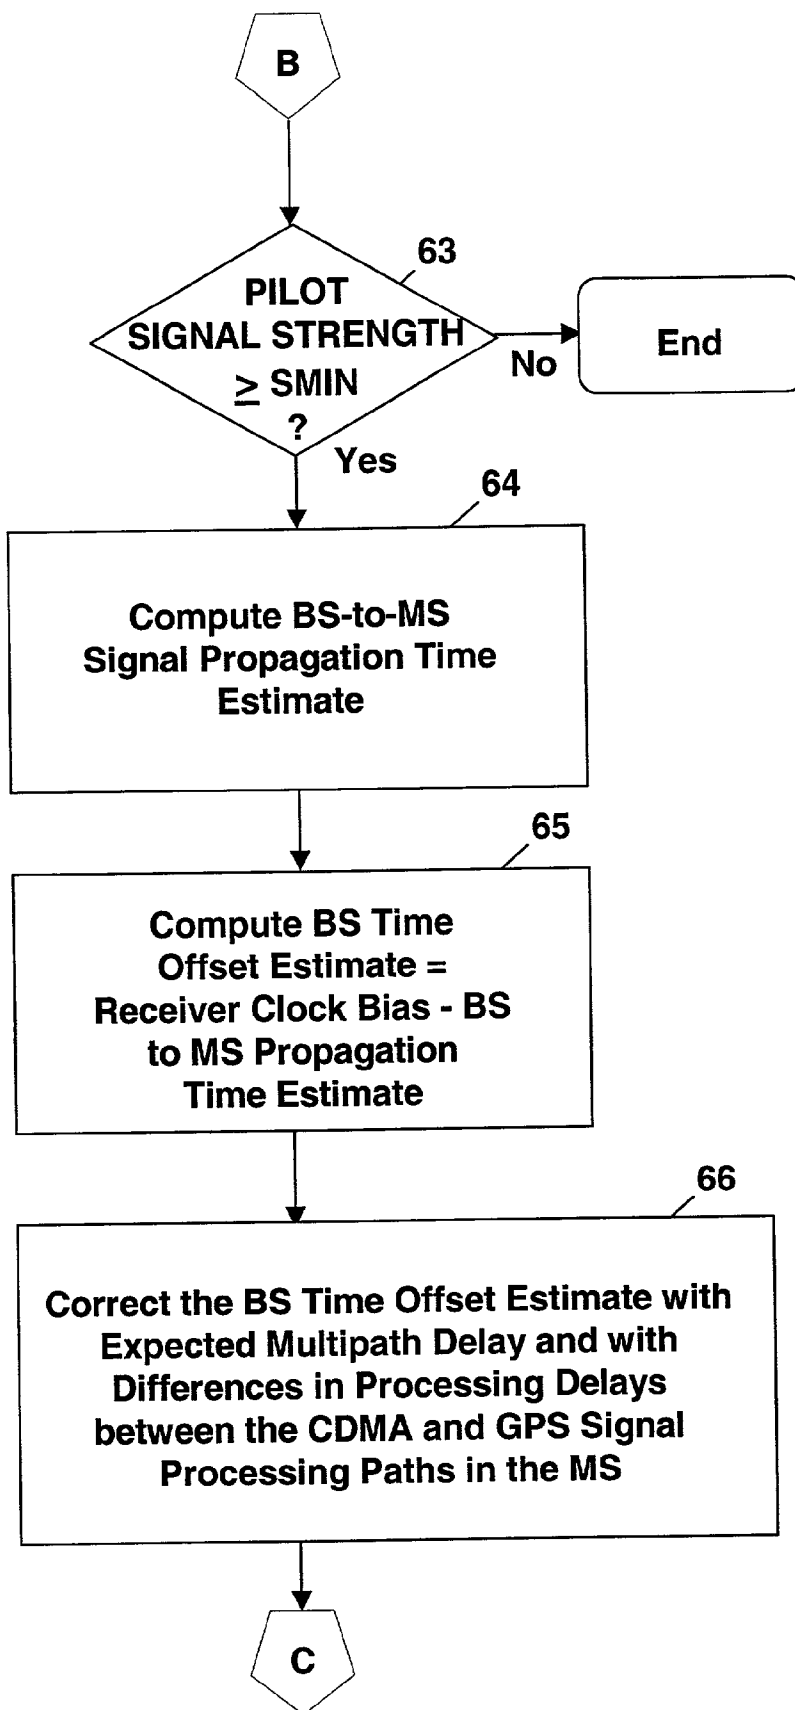 B
63
PILOT
SIGNAL STRENGTH
≥ SMIN
?
No
End
Yes
64
Compute BS-to-MS
Signal Propagation Time
Estimate
65
Compute BS Time
Offset Estimate =
Receiver Clock Bias - BS
to MS Propagation
Time Estimate
66
Correct the BS Time Offset Estimate with
Expected Multipath Delay and with
Differences in Processing Delays
between the CDMA and GPS Signal
Processing Paths in the MS
C